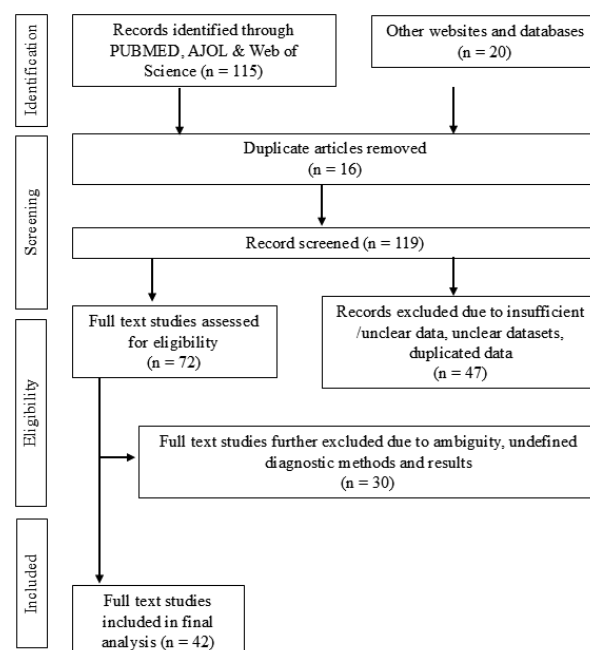 Identification
Records identified through
PUBMED, AJOL & Web of
Science (n = 115)
Other websites and databases
(n = 20)
Screening
Duplicate articles removed
(n = 16)
Record screened (n = 119)
Full text studies assessed
for eligibility
(n = 72)
Records excluded due to insufficient
/unclear data, unclear datasets,
duplicated data
(n = 47)
Eligibility
Full text studies further excluded due to ambiguity, undefined
diagnostic methods and results
(n = 30)
Included
Full text studies
included in final
analysis (n = 42)